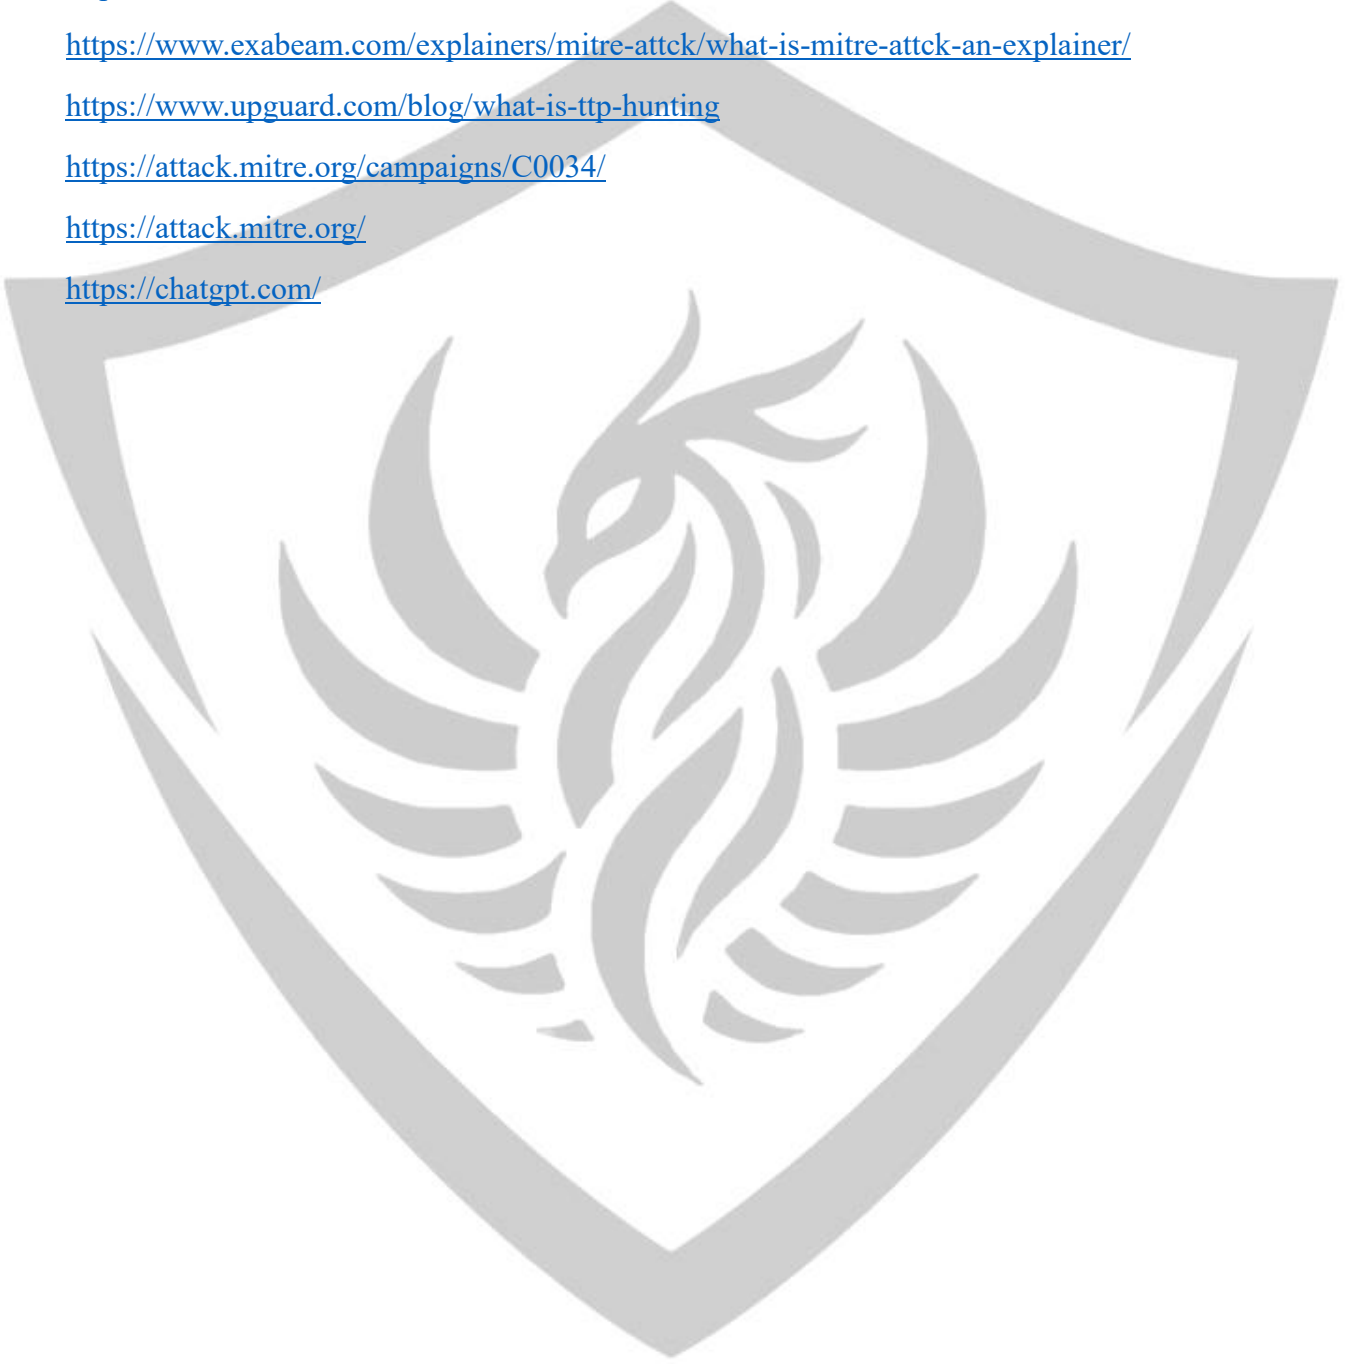 https://www.exabeam.com/explainers/mitre-attck/what-is-mitre-attck-an-explainer/
https://www.upguard.com/blog/what-is-ttp-hunting
https://attack.mitre.org/campaigns/C0034/
https://attack.mitre.org/
https://chatgpt.com/